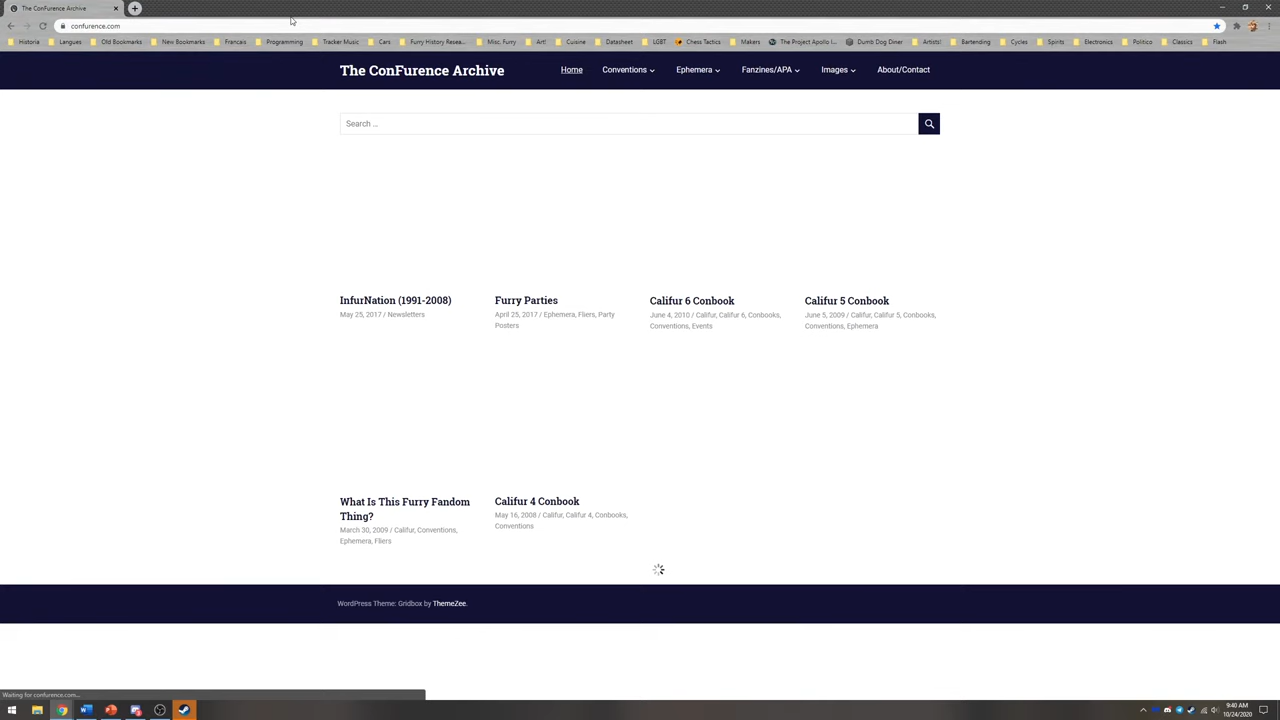 The ConFurence Archive
confurence.com
Historia Langues Old Bookmarks New Bookmarks Francais Programming Tracker Music Cars Furry History Resea... Misc. Furry Art! Cuisine Datasheet LGBT Chess Tactics Makers The Project Apollo I... Dumb Dog Diner Artists! Bartending Cycles Spirits Electronics Politico Classics Flash
The ConFurence Archive Home Conventions Ephemera Fanzines/APA Images About/Contact
Search ...
InfurNation (1991-2008) Furry Parties Califur 6 Conbook Califur 5 Conbook
May 25, 2017 / Newsletters April 25, 2017 / Ephemera, Fliers, Party June 4, 2010 / Califur, Califur 6, Conbooks, June 5, 2009 / Califur, Califur 5, Conbooks,
Posters Conventions, Events Conventions, Ephemera
What Is This Furry Fandom Califur 4 Conbook
Thing? May 16, 2008 / Califur, Califur 4, Conbooks,
March 30, 2009 / Califur, Conventions, Conventions
Ephemera, Fliers
WordPress Theme: Gridbox by ThemeZee.
Waiting for confurence.com...
9:40 AM
10/24/2020